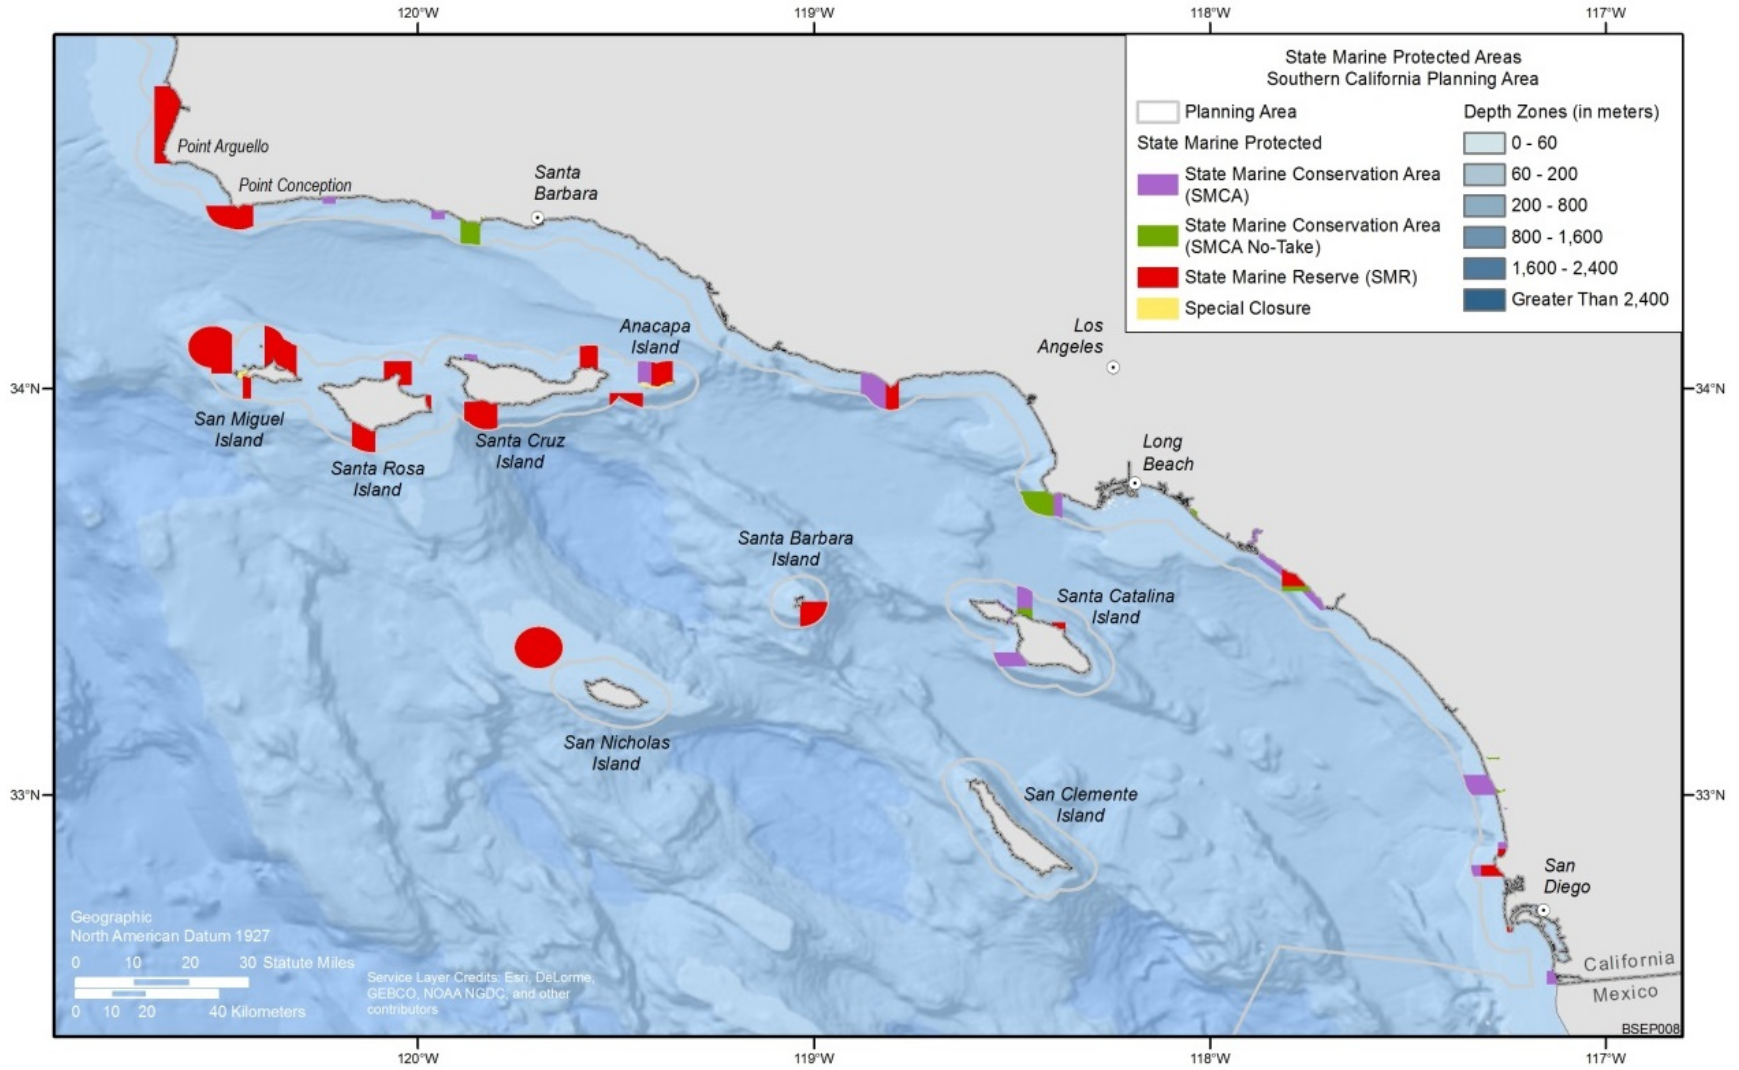 120°W
119°W
118°W
117°W
State Marine Protected Areas
Southern California Planning Area
Planning Area
State Marine Protected
State Marine Conservation Area
(SMCA)
State Marine Conservation Area
(SMCA No-Take)
State Marine Reserve (SMR)
Special Closure
Depth Zones (in meters)
0 - 60
60 - 200
200 - 800
800 - 1,600
1,600 - 2,400
Greater Than 2,400
Point Arguello
Point Conception
Santa
Barbara
Los
Angeles
Anacapa
Island
34°N
34°N
San Miguel
Island
Santa Rosa
Island
Santa Cruz
Island
Long
Beach
Santa Barbara
Island
Santa Catalina
Island
San Nicholas
Island
33°N
33°N
San Clemente
Island
San
Diego
California
Mexico
Geographic
North American Datum 1927
0 10 20 30 Statute Miles
0 10 20 40 Kilometers
Service Layer Credits: Esri, DeLorme,
GEBCO, NOAA NGDC, and other
contributors
BSEP008
120°W
119°W
118°W
117°W